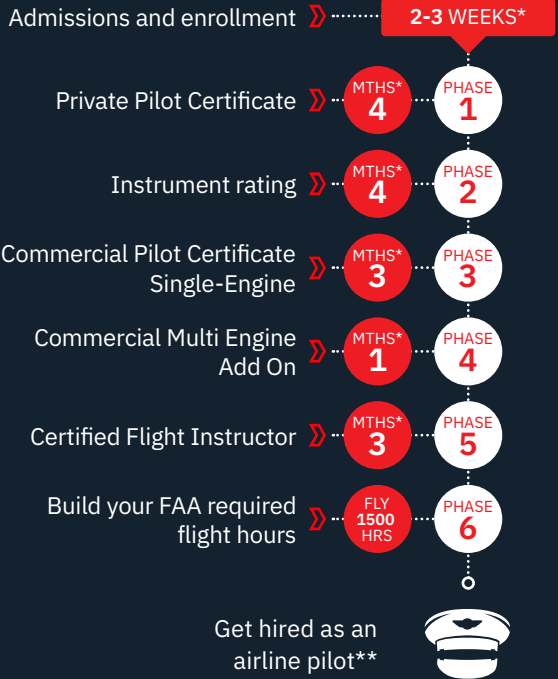 Admissions and enrollment 2-3 WEEKS*
Private Pilot Certificate
MTHS*
4
PHASE
1
Instrument rating
MTHS*
4
PHASE
2
Commercial Pilot Certificate
Single-Engine
MTHS*
3
PHASE
3
Commercial Multi Engine
Add On
MTHS*
1
PHASE
4
Certified Flight Instructor
MTHS*
3
PHASE
5
Build your FAA required
flight hours
FLY
1500
HRS
PHASE
6
Get hired as an
airline pilot**